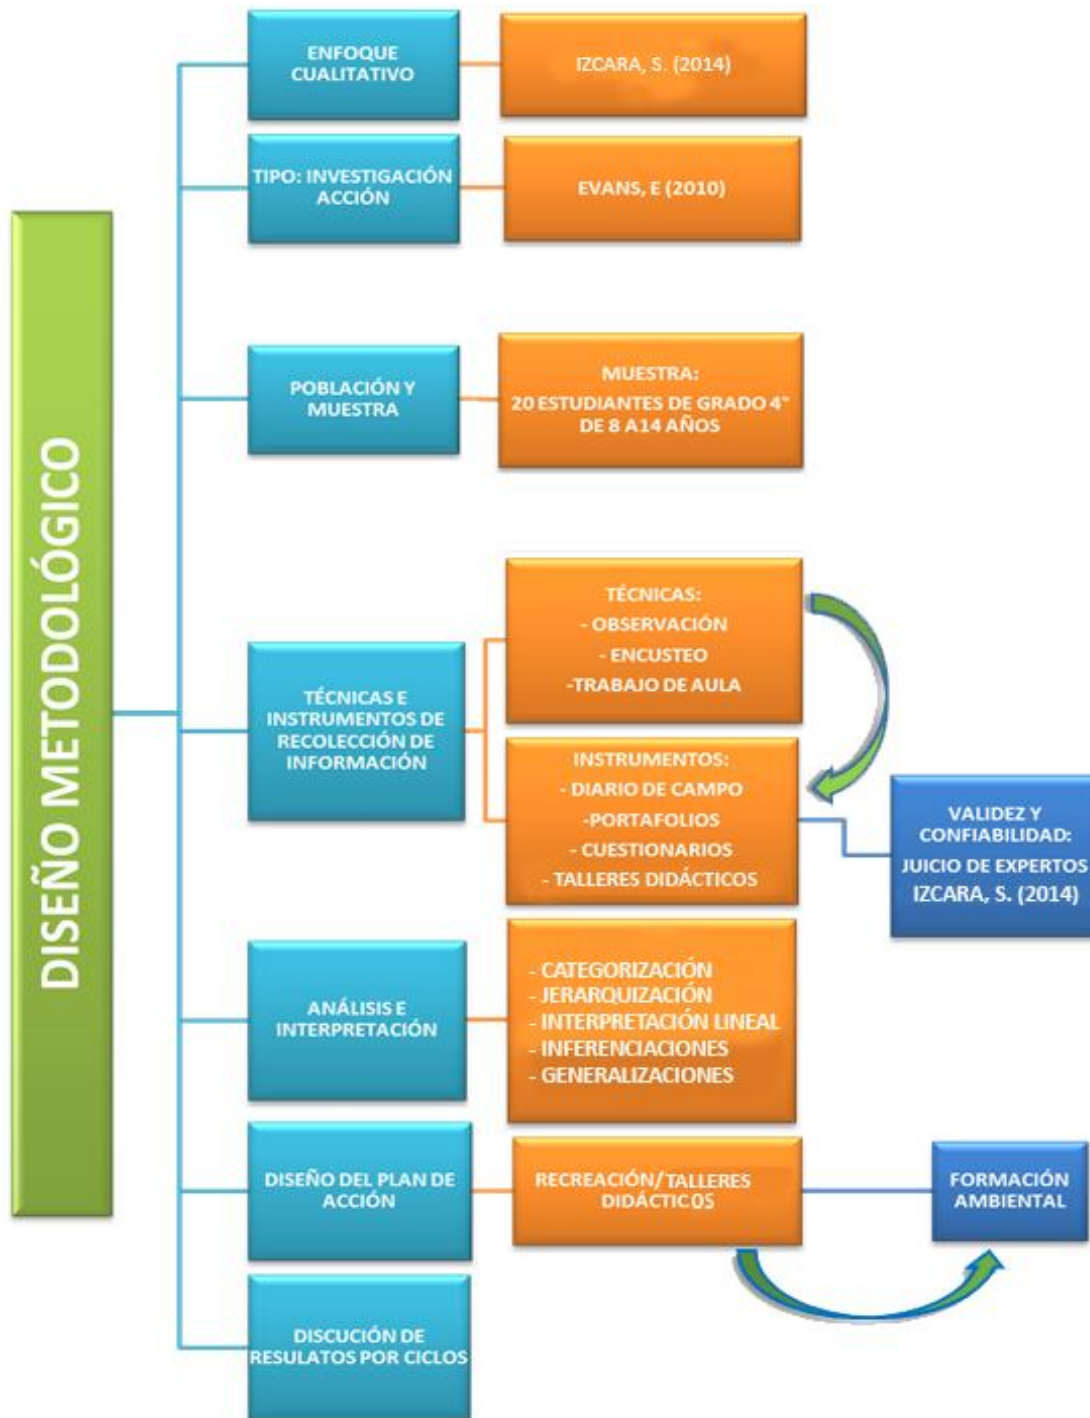 DISEÑO METODOLÓGICO
ENFOQUE
CUALITATIVO
IZCARA, S. (2014)
TIPO: INVESTIGACIÓN
ACCIÓN
EVANS, E (2010)
POBLACIÓN Y
MUESTRA
MUESTRA:
20 ESTUDIANTES DE GRADO 4°
DE 8 A14 AÑOS
TÉCNICAS E
INSTRUMENTOS DE
RECOLECCIÓN DE
INFORMACIÓN
TÉCNICAS:
- OBSERVACIÓN
- ENCUSTEO
-TRABAJO DE AULA
INSTRUMENTOS:
- DIARIO DE CAMPO
-PORTAFOLIOS
- CUESTIONARIOS
- TALLERES DIDÁCTICOS
VALIDEZ Y
CONFIABILIDAD:
JUICIO DE EXPERTOS
IZCARA, S. (2014)
ANÁLISIS E
INTERPRETACIÓN
- CATEGORIZACIÓN
- JERARQUIZACIÓN
- INTERPRETACIÓN LINEAL
- INFERENCIACIONES
- GENERALIZACIONES
DISEÑO DEL PLAN DE
ACCIÓN
RECREACIÓN/TALLERES
DIDÁCTICOS
FORMACIÓN
AMBIENTAL
DISCUCIÓN DE
RESULATOS POR CICLOS